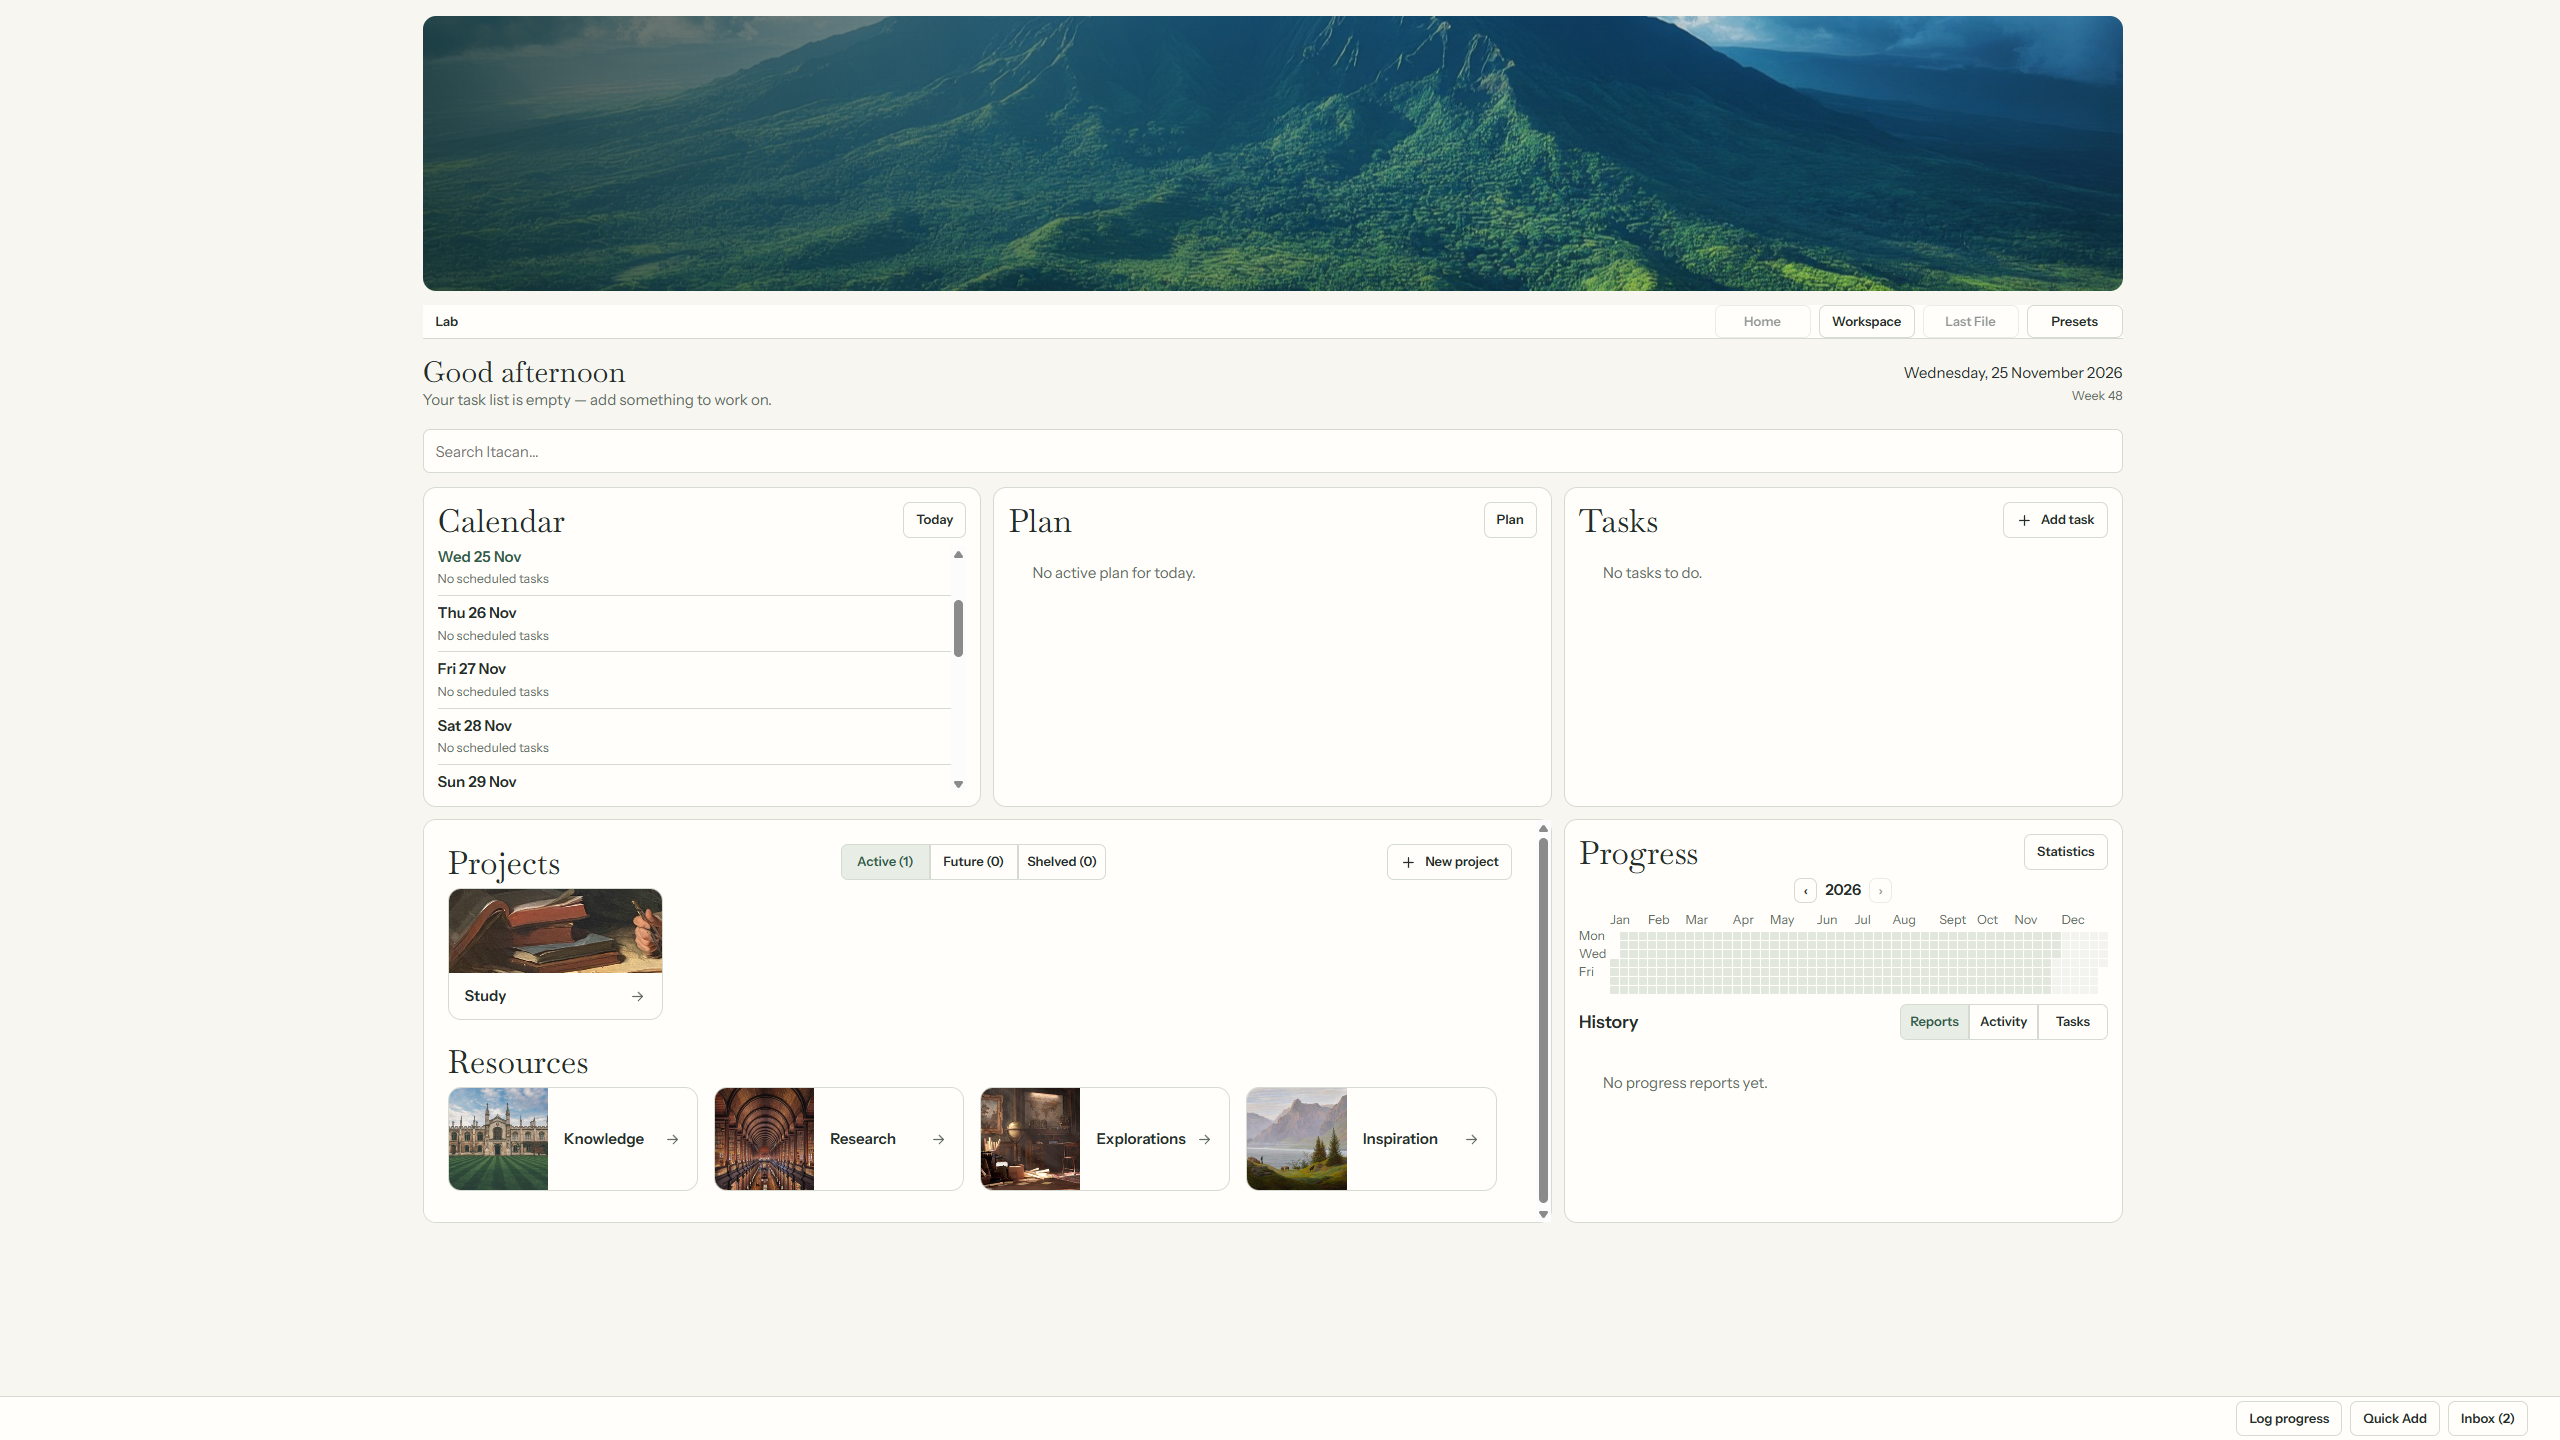 Lab
Home Workspace Last File Presets
Good afternoon
Your task list is empty — add something to work on.
Wednesday, 25 November 2026
Week 48
Search Itacan...
Calendar
Today
Wed 25 Nov
No scheduled tasks
Thu 26 Nov
No scheduled tasks
Fri 27 Nov
No scheduled tasks
Sat 28 Nov
No scheduled tasks
Sun 29 Nov
Plan
Plan
No active plan for today.
Tasks
+ Add task
No tasks to do.
Projects
Active (1) Future (0) Shelved (0)
+ New project
Study →
Resources
Knowledge →
Research →
Explorations →
Inspiration →
Progress
Statistics
‹ 2026 ›
Jan Feb Mar Apr May Jun Jul Aug Sept Oct Nov Dec
Mon
Wed
Fri
History
Reports Activity Tasks
No progress reports yet.
Log progress Quick Add Inbox (2)